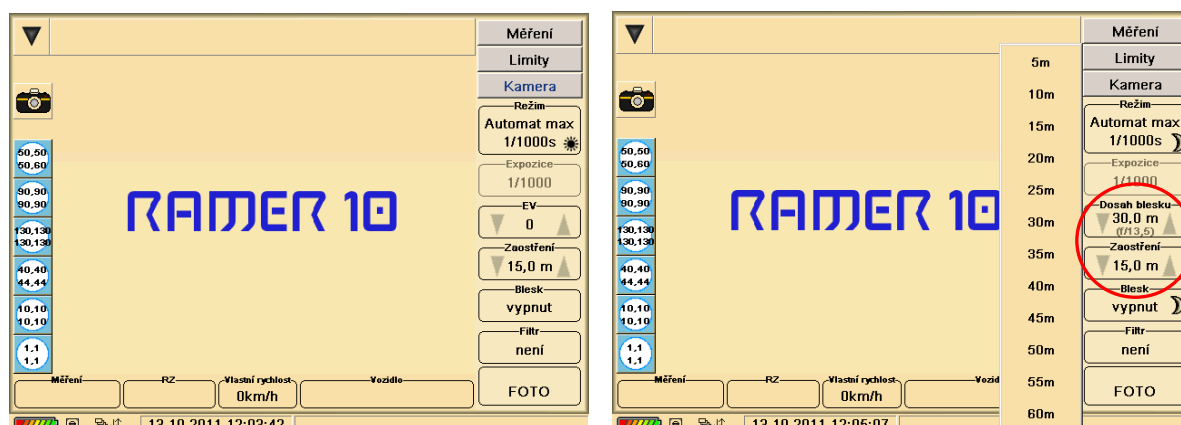 Měření
Limity
Kamera
Režim
Automat max
1/1000s
Expozice
1/1000
EV
0
Zaostření
15,0 m
Blesk
vypnut
Filtr
není
FOTO
50,50
50,60
90,90
90,90
130,130
130,130
40,40
44,44
10,10
10,10
1,1
1,1
RAMER 10
Měření
RZ
Vlastní rychlost
0km/h
Vozidlo
13.10.2011 12:03:42
Měření
Limity
Kamera
Režim
Automat max
1/1000s
Expozice
1/1000
Dosah blesku
30,0 m
(f/13,5)
Zaostření
15,0 m
Blesk
vypnut
Filtr
není
FOTO
5m
10m
15m
20m
25m
30m
35m
40m
45m
50m
55m
60m
50,50
50,60
90,90
90,90
130,130
130,130
40,40
44,44
10,10
10,10
1,1
1,1
RAMER 10
Měření
RZ
Vlastní rychlost
0km/h
Vozid
13.10.2011 12:05:07